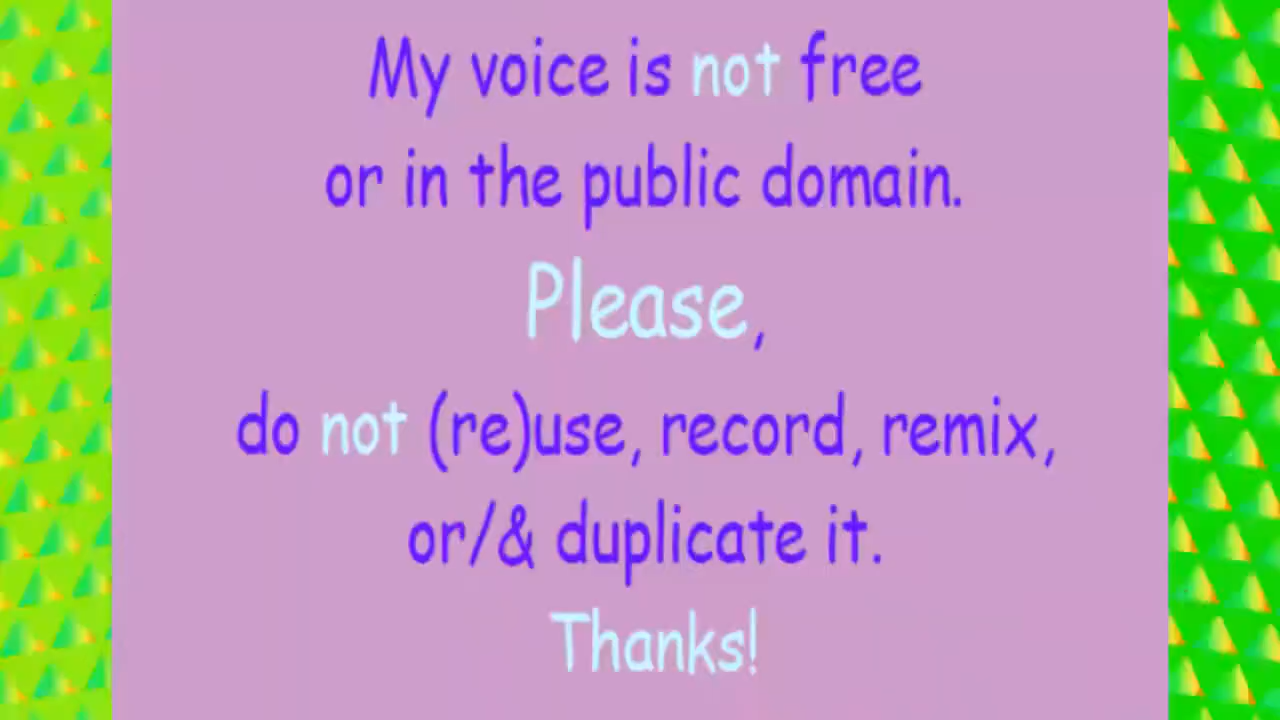 My voice is not free
or in the public domain.
Please,
do not (re)use, record, remix,
or/& duplicate it.
Thanks!